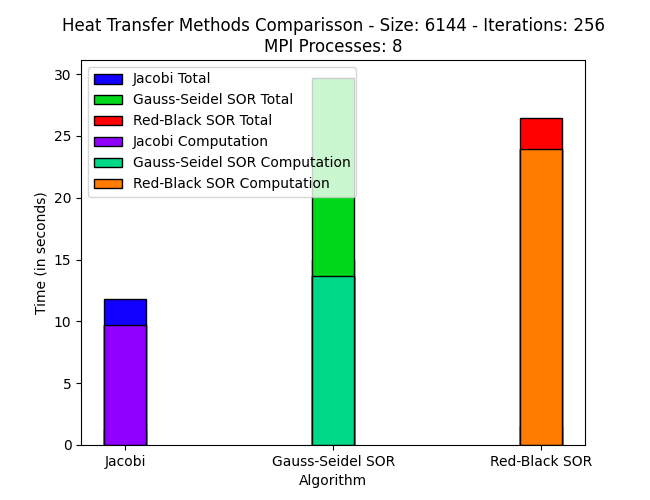 Heat Transfer Methods Comparisson - Size: 6144 - Iterations: 256
MPI Processes: 8
Jacobi Total
Gauss-Seidel SOR Total
Red-Black SOR Total
Jacobi Computation
Gauss-Seidel SOR Computation
Red-Black SOR Computation
30
25
20
15
10
5
0
Time (in seconds)
Jacobi
Gauss-Seidel SOR
Red-Black SOR
Algorithm